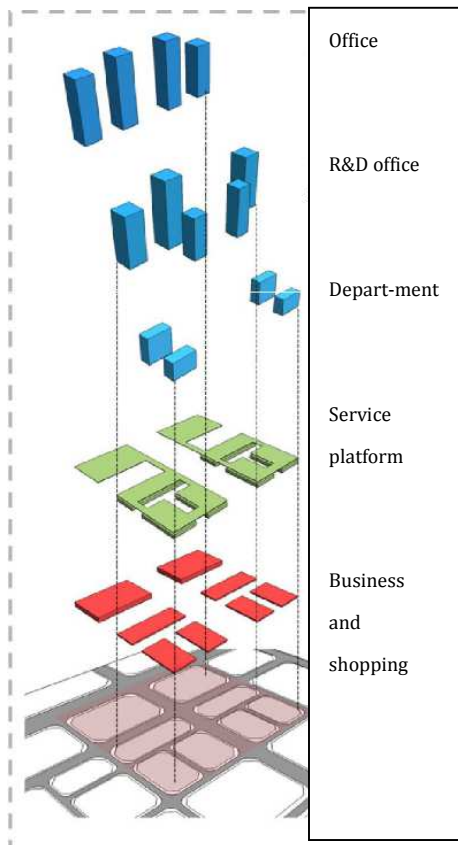 Office
R&D office
Depart-ment
Service
platform
Business
and
shopping